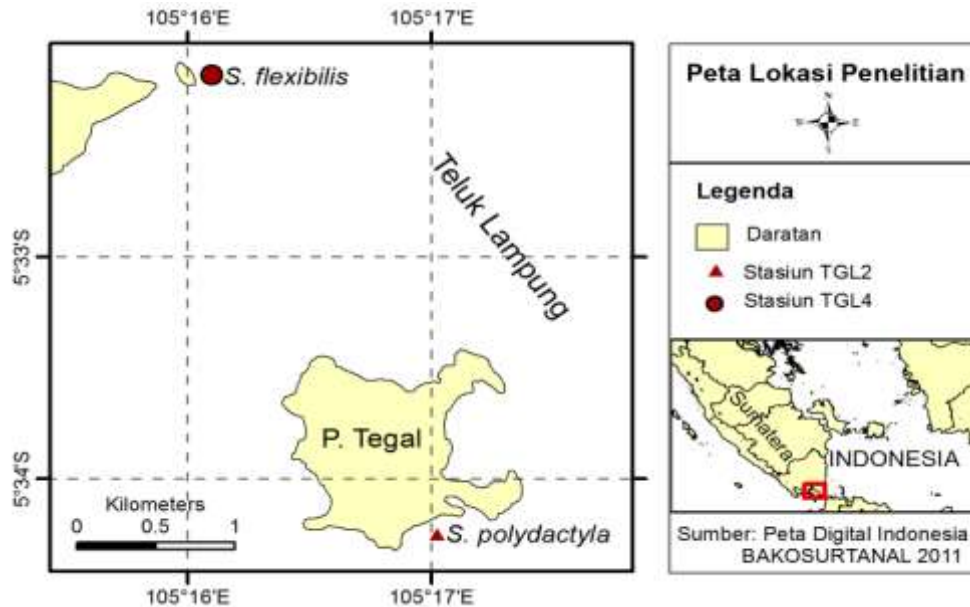 105°16'E
105°17'E
S. flexibilis
Teluk Lampung
5°33'S
P. Tegal
5°34'S
Kilometers
0 0.5 1
S. polydactyla
105°16'E
105°17'E
Peta Lokasi Penelitian
N
W E
S
Legenda
Daratan
Stasiun TGL2
Stasiun TGL4
Sumatera
INDONESIA
Sumber: Peta Digital Indonesia
BAKOSURTANAL 2011